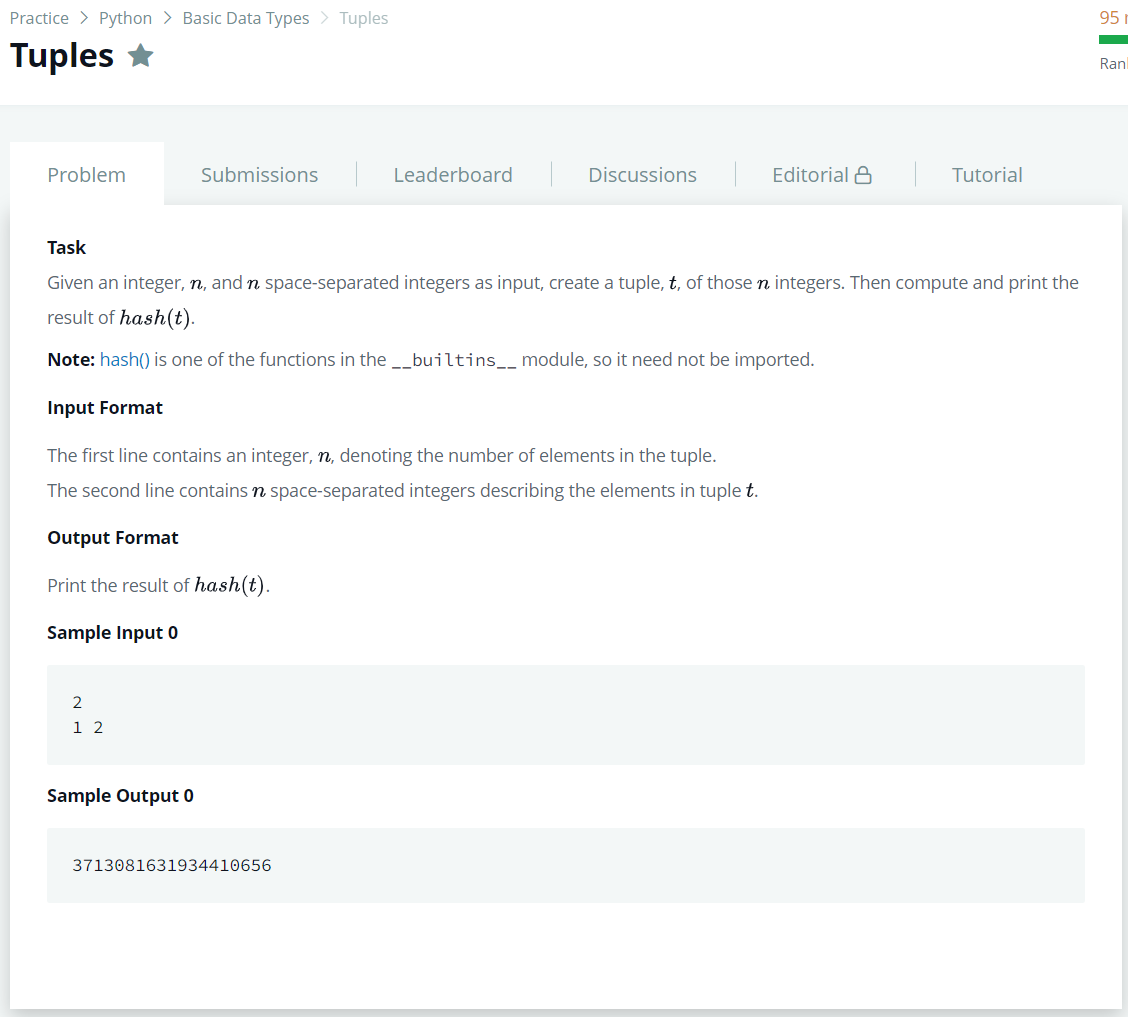 Practice > Python > Basic Data Types > Tuples
95
Tuples
Problem Submissions Leaderboard Discussions Editorial Tutorial
Task
Given an integer, n, and n space-separated integers as input, create a tuple, t, of those n integers. Then compute and print the
result of hash(t).
Note: hash() is one of the functions in the __builtins__ module, so it need not be imported.
Input Format
The first line contains an integer, n, denoting the number of elements in the tuple.
The second line contains n space-separated integers describing the elements in tuple t.
Output Format
Print the result of hash(t).
Sample Input 0
2
1 2
Sample Output 0
3713081631934410656